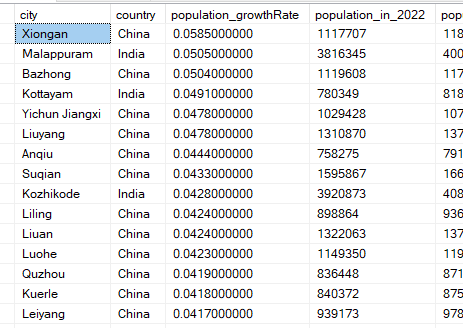 city country population_growthRate population_in_2022 pop
Xiongan China 0.0585000000 1117707 118
Malappuram India 0.0505000000 3816345 400
Bazhong China 0.0504000000 1119608 117
Kottayam India 0.0491000000 780349 818
Yichun Jiangxi China 0.0478000000 1029428 107
Liuyang China 0.0478000000 1310870 137
Anqiu China 0.0444000000 758275 791
Suqian China 0.0433000000 1595867 166
Kozhikode India 0.0428000000 3920873 408
Liling China 0.0424000000 898864 936
Liuan China 0.0424000000 1322063 137
Luohe China 0.0423000000 1149350 119
Quzhou China 0.0419000000 836448 871
Kuerle China 0.0418000000 840372 875
Leiyang China 0.0417000000 939173 978